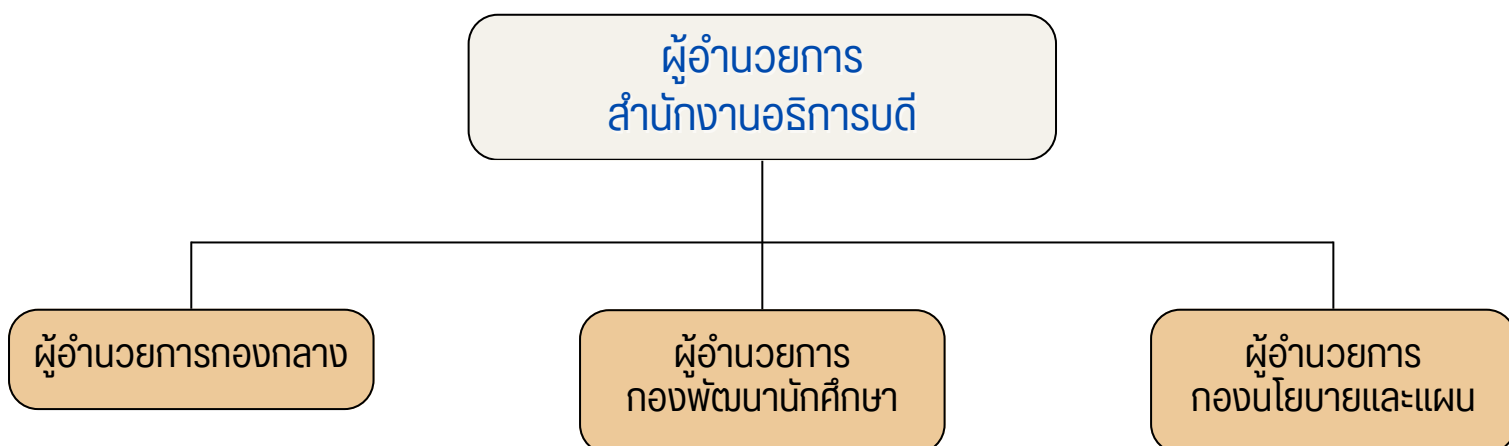 ผู้อำนวยการ
สำนักงานอธิการบดี
ผู้อำนวยการกองกลาง
ผู้อำนวยการ
กองพัฒนานักศึกษา
ผู้อำนวยการ
กองนโยบายและแผน